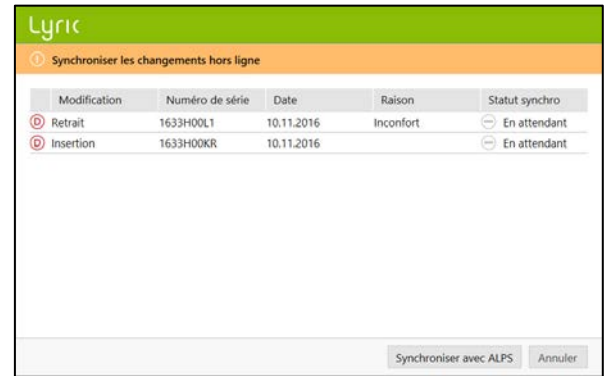 Lyric
Synchroniser les changements hors ligne
Modification Numéro de série Date Raison Statut synchro
D Retrait 1633H00L1 10.11.2016 Inconfort En attendant
D Insertion 1633H00KR 10.11.2016 En attendant
Synchroniser avec ALPS Annuler